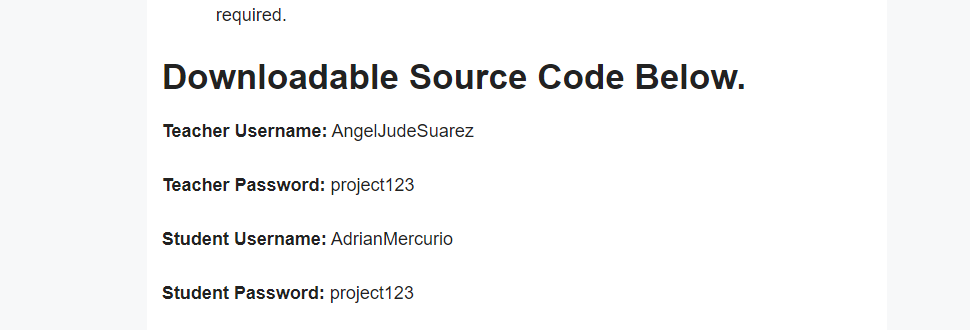 required.
Downloadable Source Code Below.
Teacher Username: AngelJudeSuarez
Teacher Password: project123
Student Username: AdrianMercurio
Student Password: project123